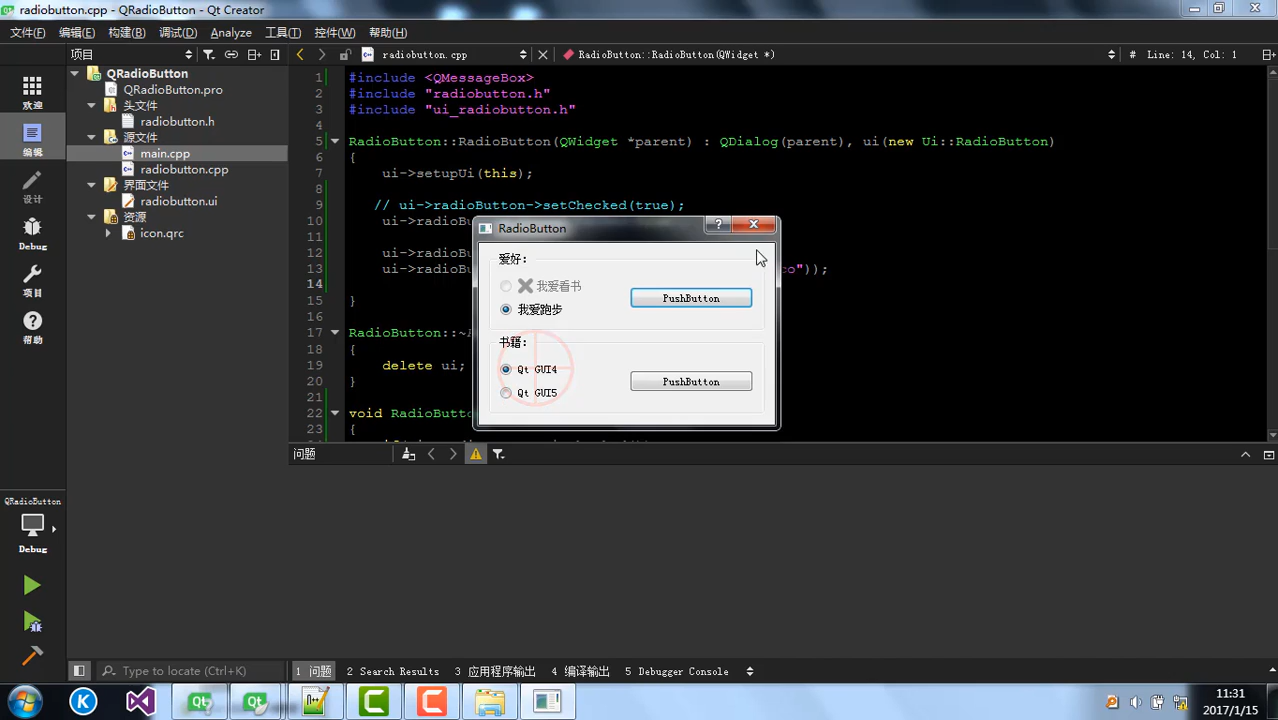 radiobutton.cpp - QRadioButton - Qt Creator
文件(F) 编辑(E) 构建(B) 调试(D) Analyze 工具(T) 控件(W) 帮助(H)
项目
radiobutton.cpp
RadioButton::RadioButton(QWidget *)
# Line: 14, Col: 1
欢迎
编辑
设计
Debug
项目
帮助
QRadioButton
QRadioButton.pro
头文件
radiobutton.h
源文件
main.cpp
radiobutton.cpp
界面文件
radiobutton.ui
资源
icon.qrc
1 #include <QMessageBox>
2 #include "radiobutton.h"
3 #include "ui_radiobutton.h"
4
5 RadioButton::RadioButton(QWidget *parent) : QDialog(parent), ui(new Ui::RadioButton)
6 {
7 ui->setupUi(this);
8
9 // ui->radioButton->setChecked(true);
10 ui->radioBu
11
12 ui->radioBu
13 ui->radioBu co"));
14
15 }
16
17 RadioButton::~
18 {
19 delete ui;
20 }
21
22 void RadioButto
23 {
RadioButton
?
爱好:
我爱看书
我爱跑步
PushButton
书籍:
Qt GUI4
Qt GUI5
PushButton
问题
QRadioButton
Debug
Type to locate (Ctrl+K)
1 问题 2 Search Results 3 应用程序输出 4 编译输出 5 Debugger Console
11:31
2017/1/15